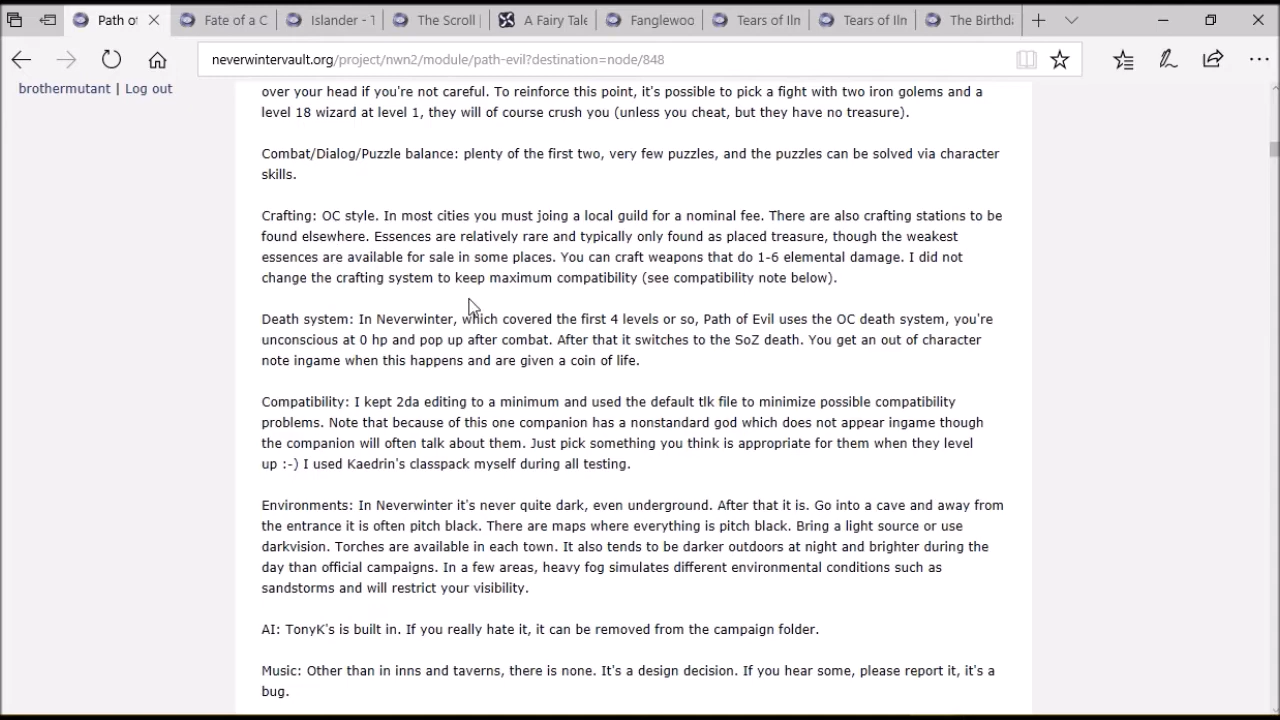 Path of
Fate of a C
Islander - T
The Scroll
A Fairy Tale
Fanglewoo
Tears of Iln
Tears of Iln
The Birthda
neverwintervault.org/project/nwn2/module/path-evil?destination=node/848
brothermutant | Log out
over your head if you're not careful. To reinforce this point, it's possible to pick a fight with two iron golems and a
level 18 wizard at level 1, they will of course crush you (unless you cheat, but they have no treasure).
Combat/Dialog/Puzzle balance: plenty of the first two, very few puzzles, and the puzzles can be solved via character
skills.
Crafting: OC style. In most cities you must joing a local guild for a nominal fee. There are also crafting stations to be
found elsewhere. Essences are relatively rare and typically only found as placed treasure, though the weakest
essences are available for sale in some places. You can craft weapons that do 1-6 elemental damage. I did not
change the crafting system to keep maximum compatibility (see compatibility note below).
Death system: In Neverwinter, which covered the first 4 levels or so, Path of Evil uses the OC death system, you're
unconscious at 0 hp and pop up after combat. After that it switches to the SoZ death. You get an out of character
note ingame when this happens and are given a coin of life.
Compatibility: I kept 2da editing to a minimum and used the default tlk file to minimize possible compatibility
problems. Note that because of this one companion has a nonstandard god which does not appear ingame though
the companion will often talk about them. Just pick something you think is appropriate for them when they level
up :-) I used Kaedrin's classpack myself during all testing.
Environments: In Neverwinter it's never quite dark, even underground. After that it is. Go into a cave and away from
the entrance it is often pitch black. There are maps where everything is pitch black. Bring a light source or use
darkvision. Torches are available in each town. It also tends to be darker outdoors at night and brighter during the
day than official campaigns. In a few areas, heavy fog simulates different environmental conditions such as
sandstorms and will restrict your visibility.
AI: TonyK's is built in. If you really hate it, it can be removed from the campaign folder.
Music: Other than in inns and taverns, there is none. It's a design decision. If you hear some, please report it, it's a
bug.